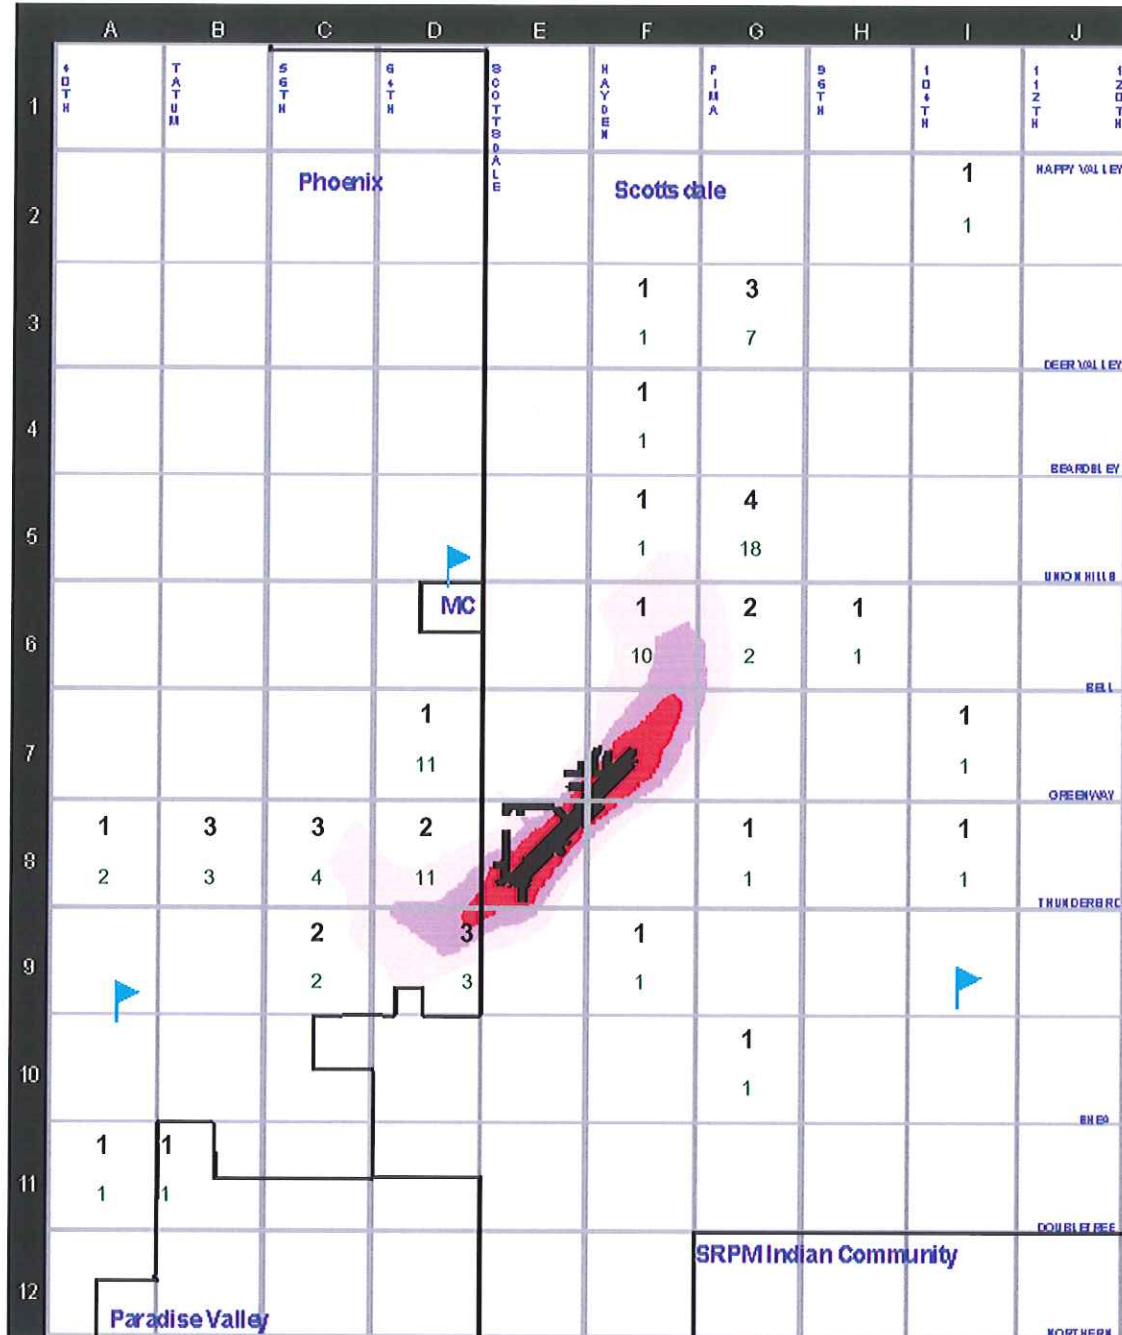 A B C D E F G H I J
40TH TATUM 56TH 64TH SCOTTSDALE HAYDEN PIMA 96TH 104TH 112TH 120TH
1
Phoenix Scottsdale 1 HAPPY VALLEY
2 1
1 3
3 1 7
DEER VALLEY
1
4 1
BEARDSLEY
1 4
5 1 18
UNION HILLS
MC 1 2 1
6 10 2 1
BELL
1 1
7 11 1
GREENWAY
1 3 3 2 1 1
8 2 3 4 11 1 1
THUNDERBRD
2 3 1
9 2 3 1
1
10 1
SHEA
1 1
11 1 1
DOUBLETREE
SRPM Indian Community
12
Paradise Valley
NORTHERN